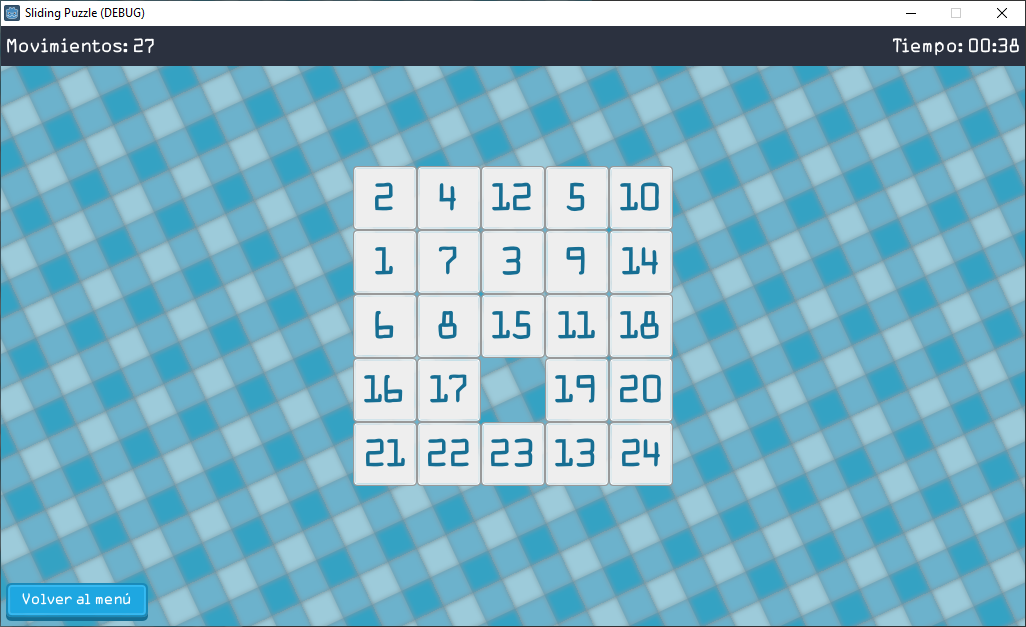 Sliding Puzzle (DEBUG)
Movimientos: 27 Tiempo: 00:38
2 4 12 5 10
1 7 3 9 14
6 8 15 11 18
16 17 19 20
21 22 23 13 24
Volver al menú